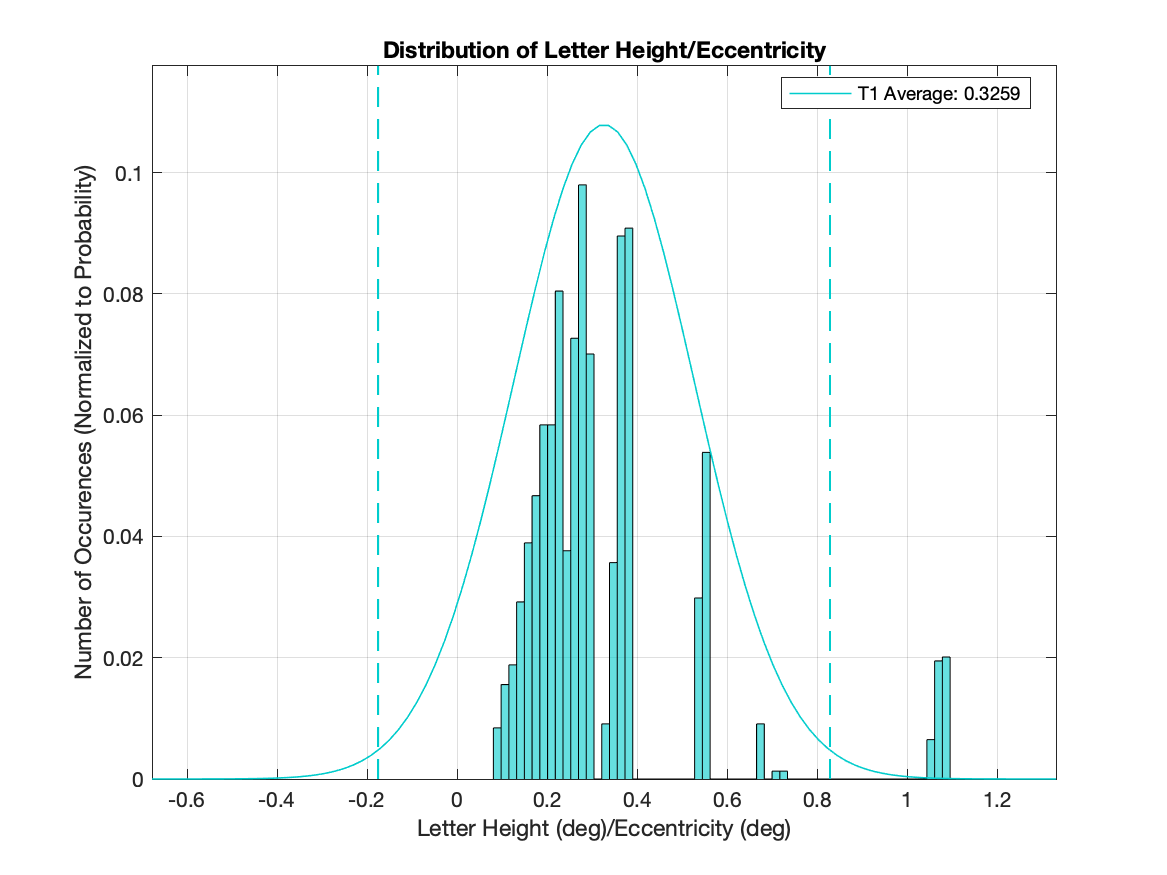 Distribution of Letter Height/Eccentricity
T1 Average: 0.3259
Number of Occurences (Normalized to Probability)
0.1
0.08
0.06
0.04
0.02
0
-0.6 -0.4 -0.2 0 0.2 0.4 0.6 0.8 1 1.2
Letter Height (deg)/Eccentricity (deg)